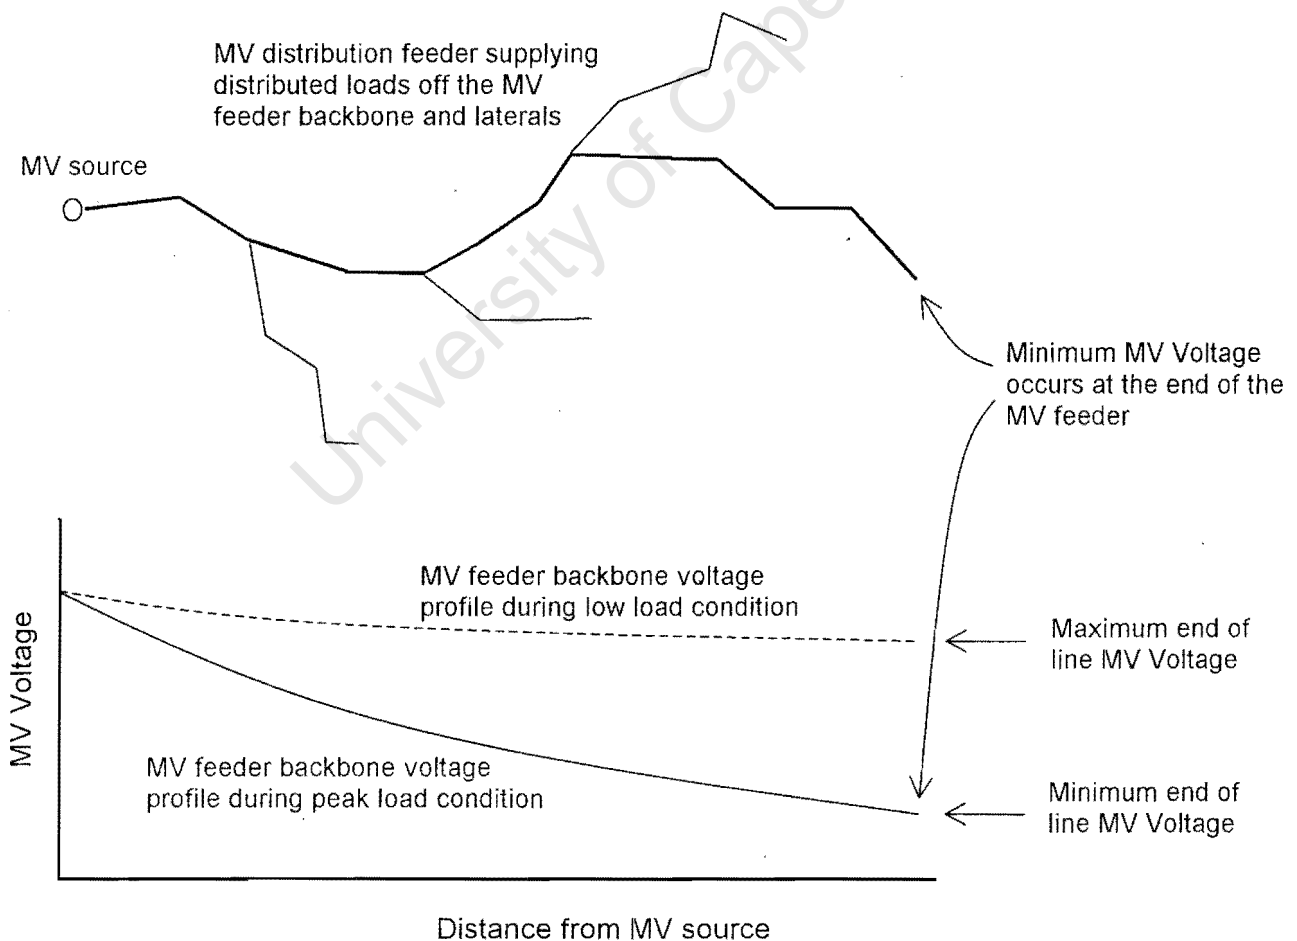 MV distribution feeder supplying
distributed loads off the MV
feeder backbone and laterals
MV source
University of Cape
Minimum MV Voltage
occurs at the end of the
MV feeder
MV feeder backbone voltage
profile during low load condition
Maximum end of
line MV Voltage
MV Voltage
MV feeder backbone voltage
profile during peak load condition
Minimum end of
line MV Voltage
Distance from MV source